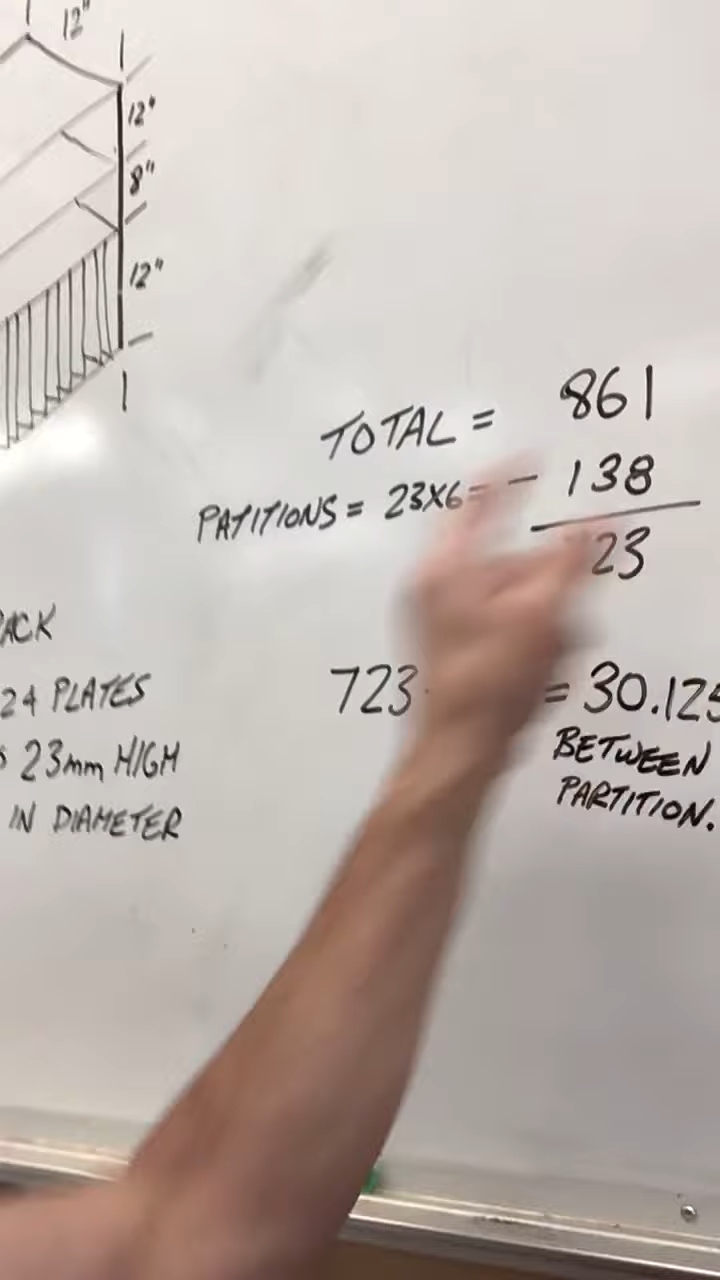 12"
12"
8"
12"
TOTAL = 861
PATITIONS = 23X6= - 138
23
723 = 30.125
BETWEEN
PARTITION.
ACK
24 PLATES
23mm HIGH
IN DIAMETER